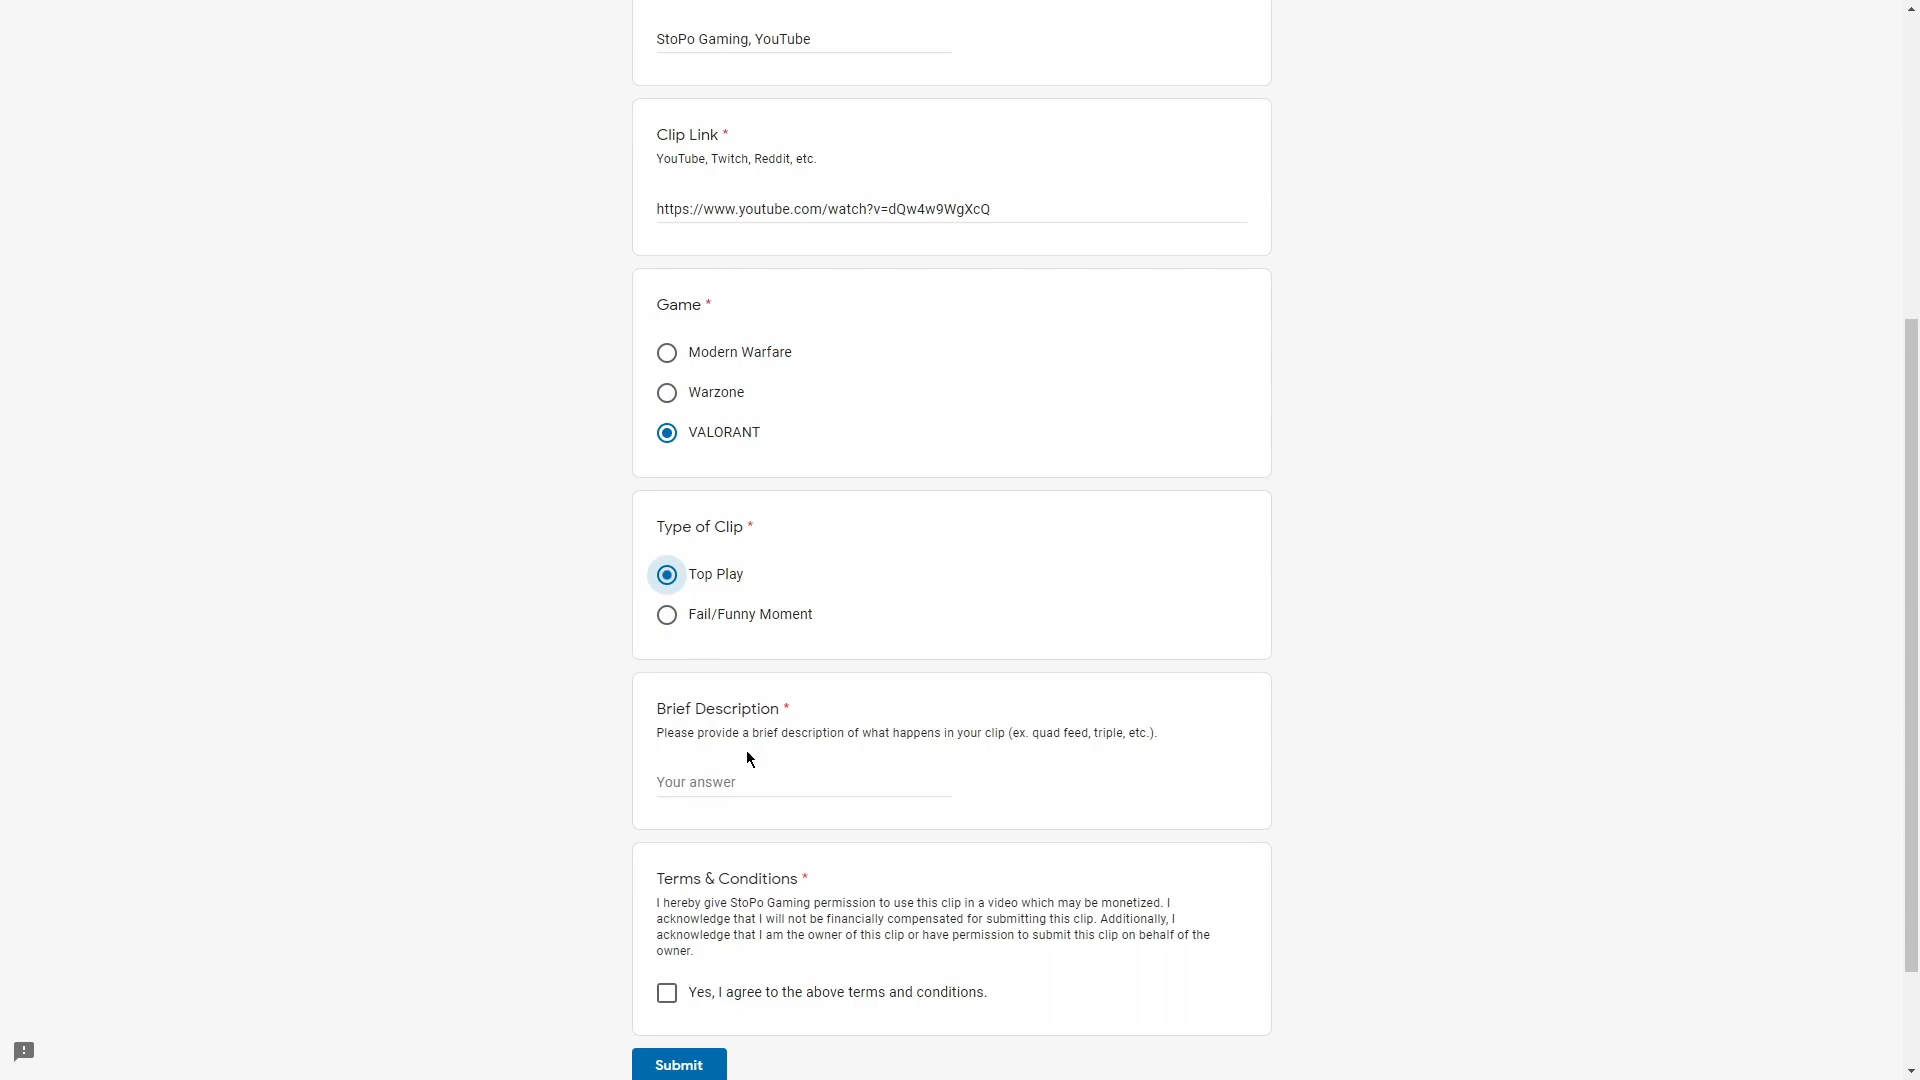 StoPo Gaming, YouTube
Clip Link *
YouTube, Twitch, Reddit, etc.
https://www.youtube.com/watch?v=dQw4w9WgXcQ
Game *
Modern Warfare
Warzone
VALORANT
Type of Clip *
Top Play
Fail/Funny Moment
Brief Description *
Please provide a brief description of what happens in your clip (ex. quad feed, triple, etc.).
Your answer
Terms & Conditions *
I hereby give StoPo Gaming permission to use this clip in a video which may be monetized. I
acknowledge that I will not be financially compensated for submitting this clip. Additionally, I
acknowledge that I am the owner of this clip or have permission to submit this clip on behalf of the
owner.
Yes, I agree to the above terms and conditions.
Submit